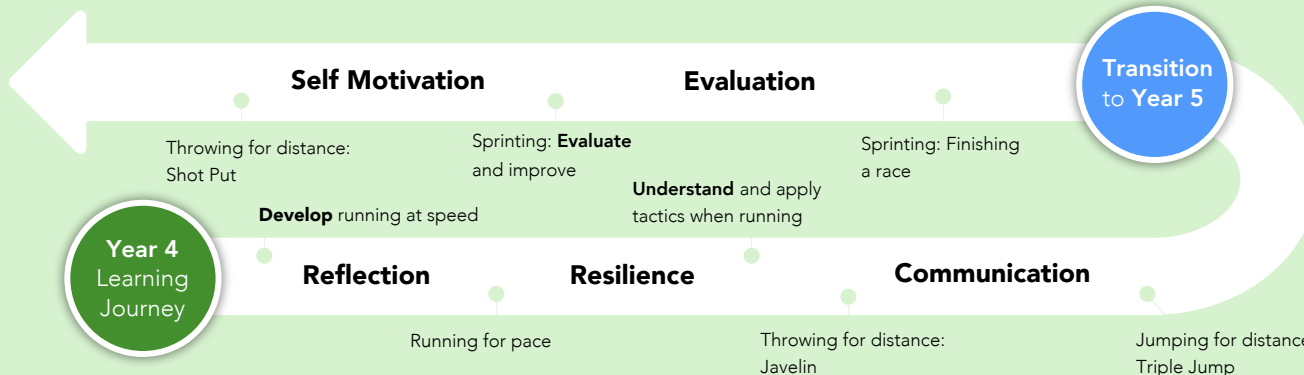 Self Motivation
Evaluation
Transition
to Year 5
Throwing for distance:
Shot Put
Sprinting: Evaluate
and improve
Sprinting: Finishing
a race
Understand and apply
tactics when running
Develop running at speed
Year 4
Learning
Journey
Reflection
Resilience
Communication
Running for pace
Throwing for distance:
Javelin
Jumping for distance
Triple Jump